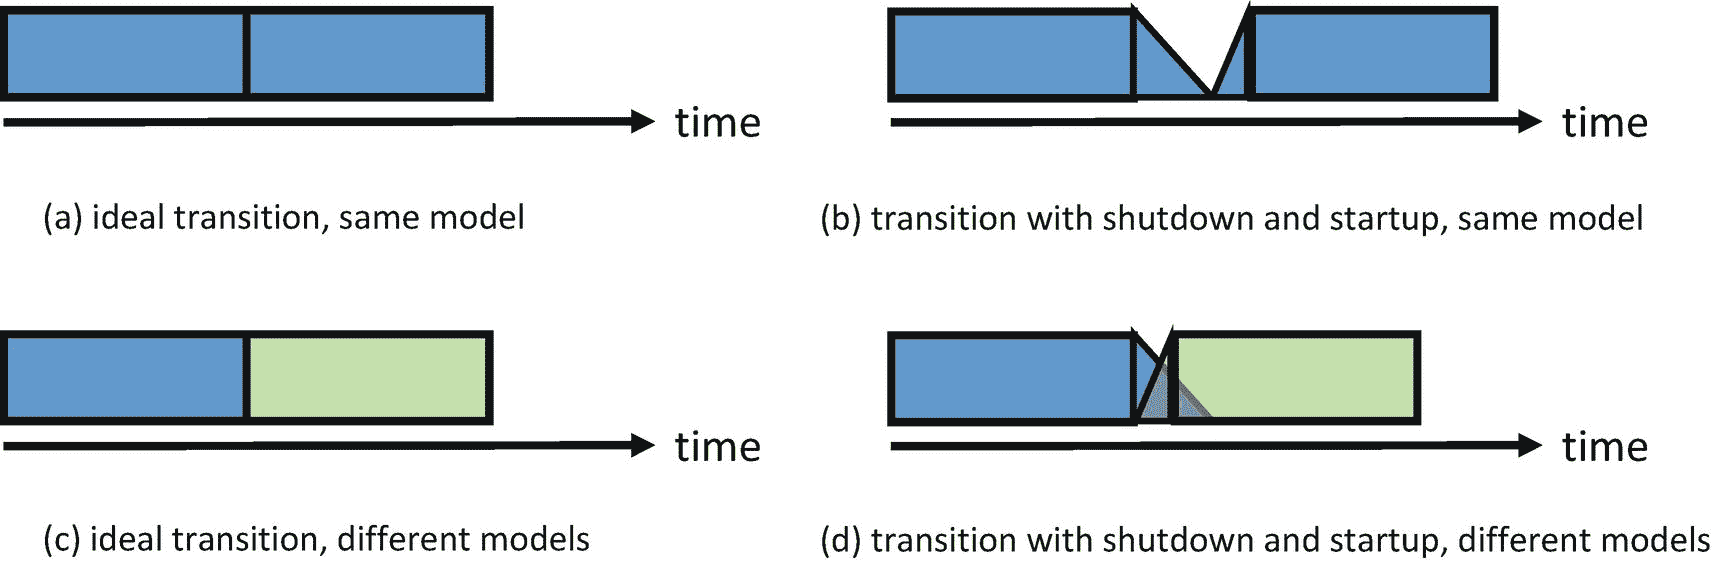 time
time
(a) ideal transition, same model
(b) transition with shutdown and startup, same model
time
time
(c) ideal transition, different models
(d) transition with shutdown and startup, different models